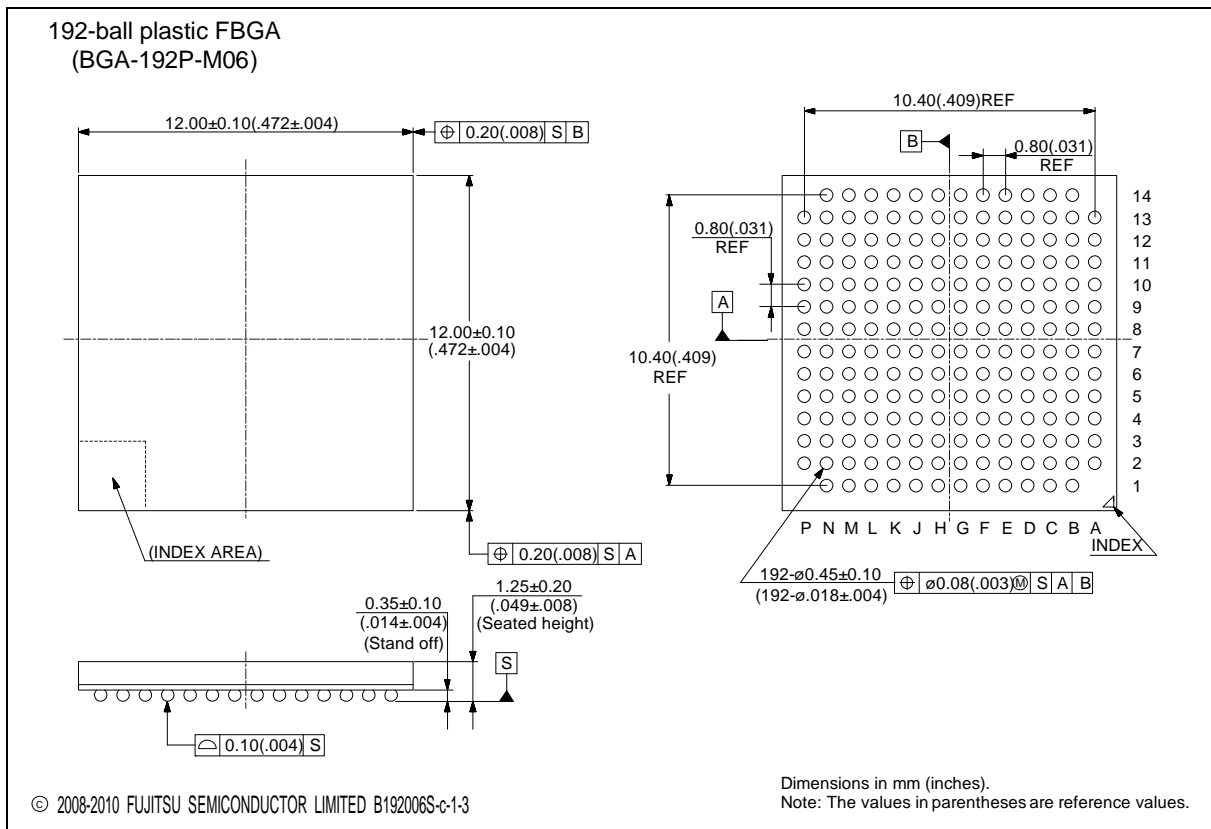 192-ball plastic FBGA
(BGA-192P-M06)
12.00±0.10(.472±.004)
⌖ 0.20(.008) S B
12.00±0.10
(.472±.004)
(INDEX AREA)
⌖ 0.20(.008) S A
10.40(.409)REF
B
0.80(.031)
REF
0.80(.031)
REF
A
10.40(.409)
REF
14
13
12
11
10
9
8
7
6
5
4
3
2
1
P N M L K J H G F E D C B A
INDEX
192-ø0.45±0.10
(192-ø.018±.004)
⌖ ø0.08(.003)Ⓜ S A B
0.35±0.10
(.014±.004)
(Stand off)
1.25±0.20
(.049±.008)
(Seated height)
S
⌓ 0.10(.004) S
© 2008-2010 FUJITSU SEMICONDUCTOR LIMITED B192006S-c-1-3
Dimensions in mm (inches).
Note: The values in parentheses are reference values.